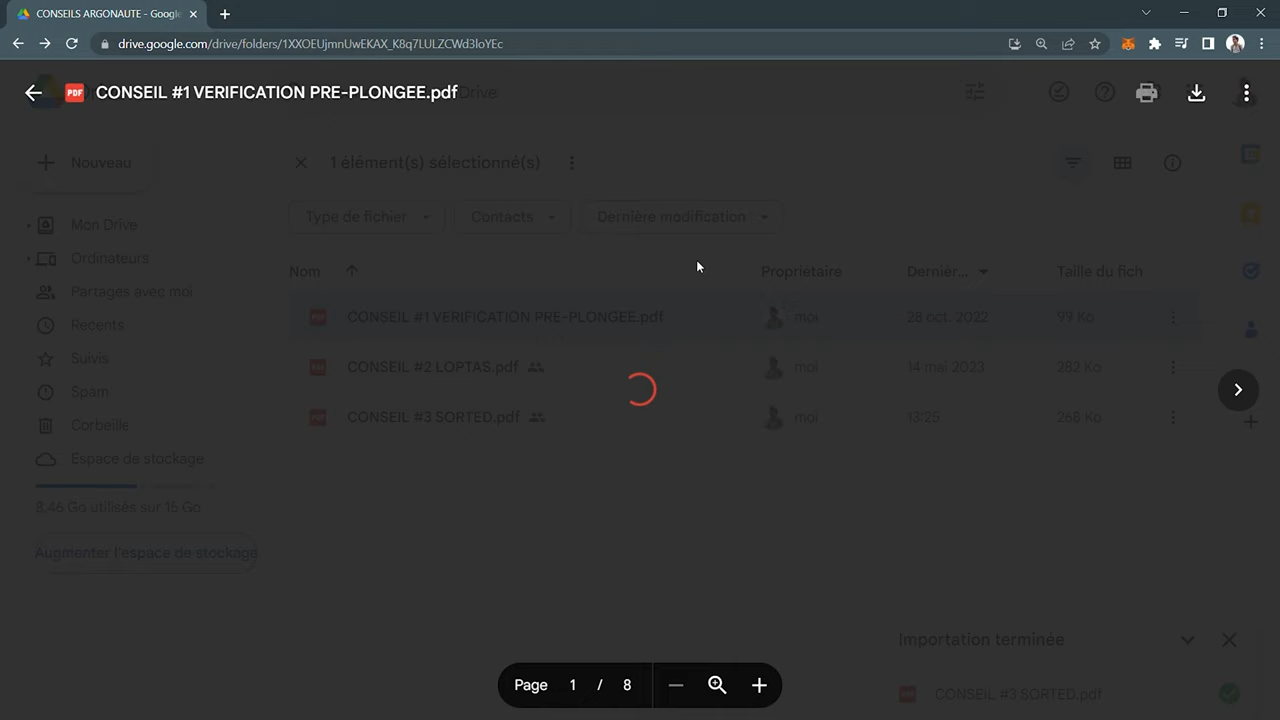 CONSEILS ARGONAUTE - Google
drive.google.com/drive/folders/1XXOEUjmnUwEKAX_K8q7LULZCWd3loYEc
CONSEIL #1 VERIFICATION PRE-PLONGEE.pdf
Drive
Nouveau
1 élément(s) sélectionné(s)
Type de fichier
Contacts
Dernière modification
Mon Drive
Ordinateurs
Partagés avec moi
Récents
Suivis
Spam
Corbeille
Espace de stockage
8,46 Go utilisés sur 15 Go
Augmenter l'espace de stockage
Nom
Propriétaire
Dernièr...
Taille du fich
CONSEIL #1 VERIFICATION PRE-PLONGEE.pdf
moi
28 oct. 2022
99 Ko
CONSEIL #2 LOPTAS.pdf
moi
14 mai 2023
282 Ko
CONSEIL #3 SORTED.pdf
moi
13:25
268 Ko
Importation terminée
CONSEIL #3 SORTED.pdf
Page 1 / 8